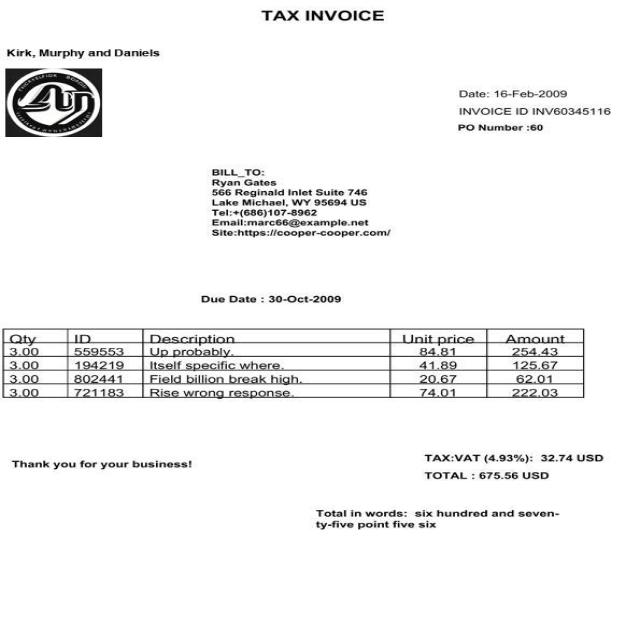 TAX INVOICE
Kirk, Murphy and Daniels
Date: 16-Feb-2009
INVOICE ID INV60345116
PO Number :60
BILL_TO:
Ryan Gates
566 Reginald Inlet Suite 746
Lake Michael, WY 95694 US
Tel:+(686)107-8962
Email:marc66@example.net
Site:https://cooper-cooper.com/
Due Date : 30-Oct-2009
Qty ID Description Unit price Amount
3.00 559553 Up probably. 84.81 254.43
3.00 194219 Itself specific where. 41.89 125.67
3.00 802441 Field billion break high. 20.67 62.01
3.00 721183 Rise wrong response. 74.01 222.03
TAX:VAT (4.93%): 32.74 USD
Thank you for your business!
TOTAL : 675.56 USD
Total in words: six hundred and seven-
ty-five point five six